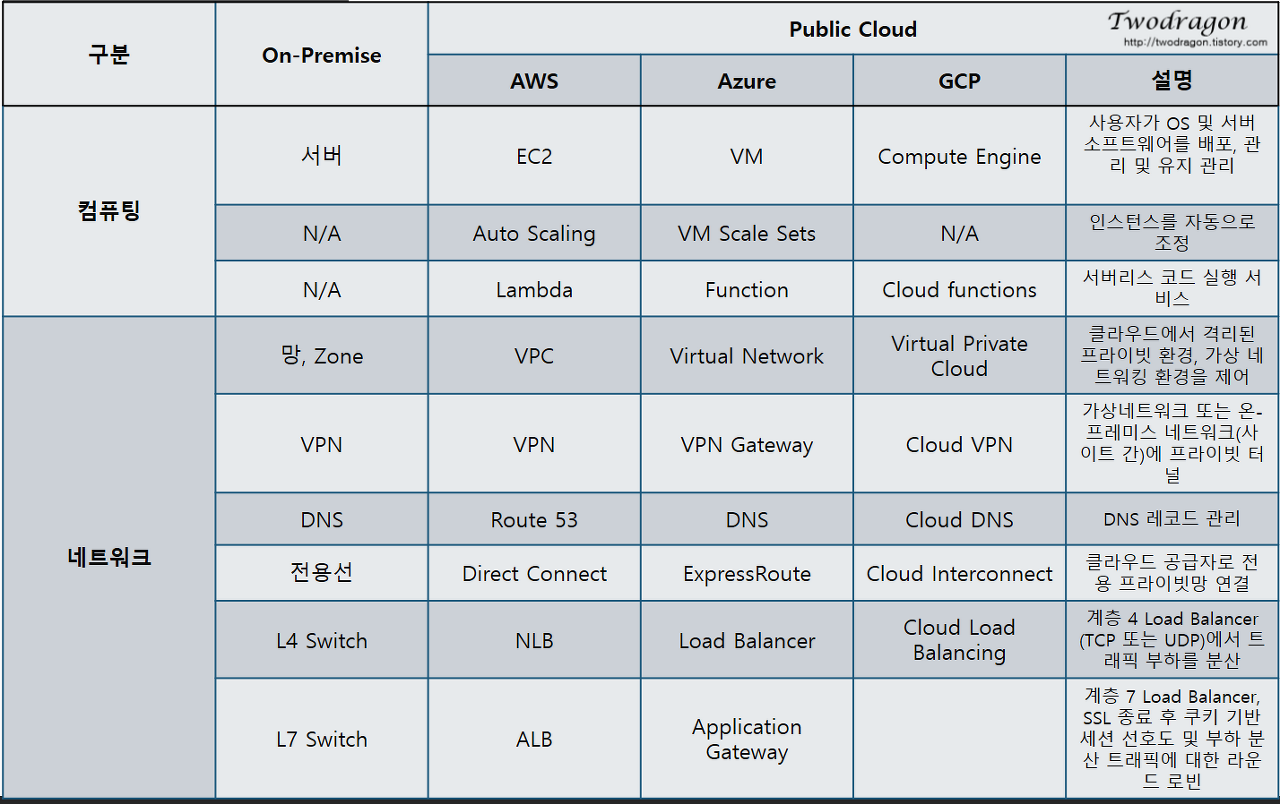 구분
On-Premise
Public Cloud
Twodragon
http://twodragon.tistory.com
AWS
Azure
GCP
설명
컴퓨팅
서버
EC2
VM
Compute Engine
사용자가 OS 및 서버
소프트웨어를 배포, 관
리 및 유지 관리
N/A
Auto Scaling
VM Scale Sets
N/A
인스턴스를 자동으로
조정
N/A
Lambda
Function
Cloud functions
서버리스 코드 실행 서
비스
네트워크
망, Zone
VPC
Virtual Network
Virtual Private
Cloud
클라우드에서 격리된
프라이빗 환경, 가상 네
트워킹 환경을 제어
VPN
VPN
VPN Gateway
Cloud VPN
가상네트워크 또는 온-
프레미스 네트워크(사
이트 간)에 프라이빗 터
널
DNS
Route 53
DNS
Cloud DNS
DNS 레코드 관리
전용선
Direct Connect
ExpressRoute
Cloud Interconnect
클라우드 공급자로 전
용 프라이빗망 연결
L4 Switch
NLB
Load Balancer
Cloud Load
Balancing
계층 4 Load Balancer
(TCP 또는 UDP)에서 트
래픽 부하를 분산
L7 Switch
ALB
Application
Gateway
계층 7 Load Balancer,
SSL 종료 후 쿠키 기반
세션 선호도 및 부하 분
산 트래픽에 대한 라운
드 로빈